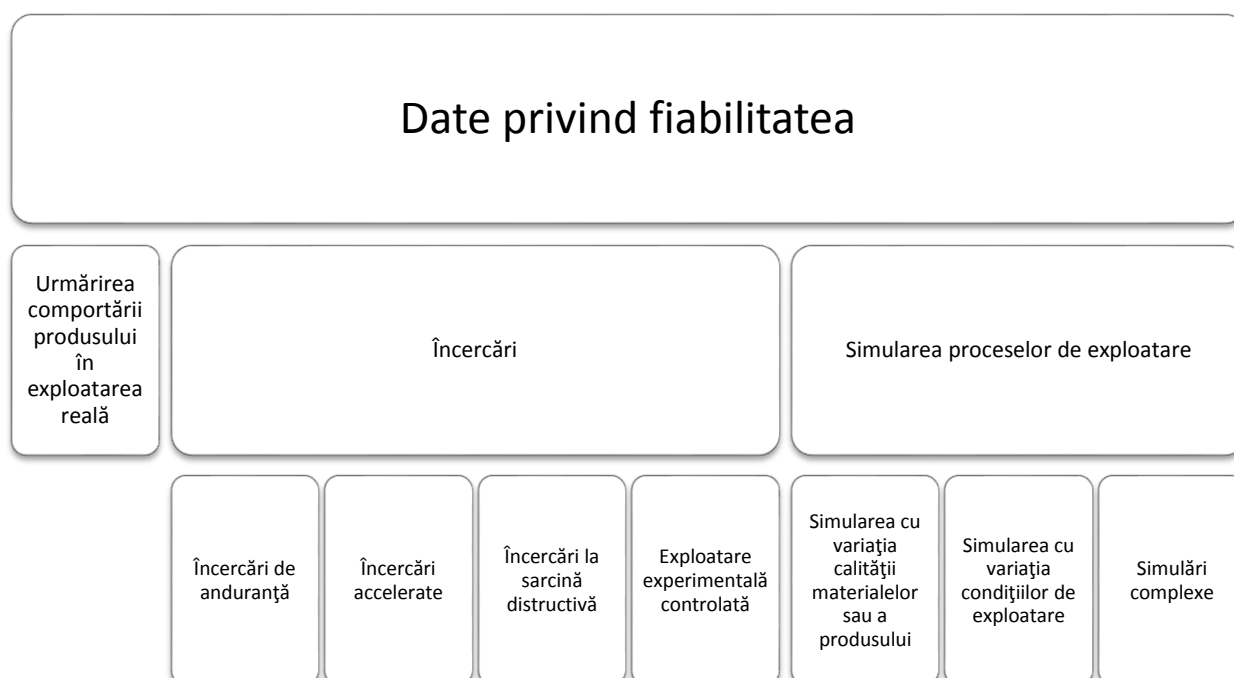 Date privind fiabilitatea
Urmărirea
comportării
produsului
în
exploatarea
reală
Încercări
Simularea proceselor de exploatare
Încercări de
anduranţă
Încercări
accelerate
Încercări la
sarcină
distructivă
Exploatare
experimentală
controlată
Simularea cu
variaţia
calităţii
materialelor
sau a
produsului
Simularea cu
variaţia
condiţiilor de
exploatare
Simulări
complexe